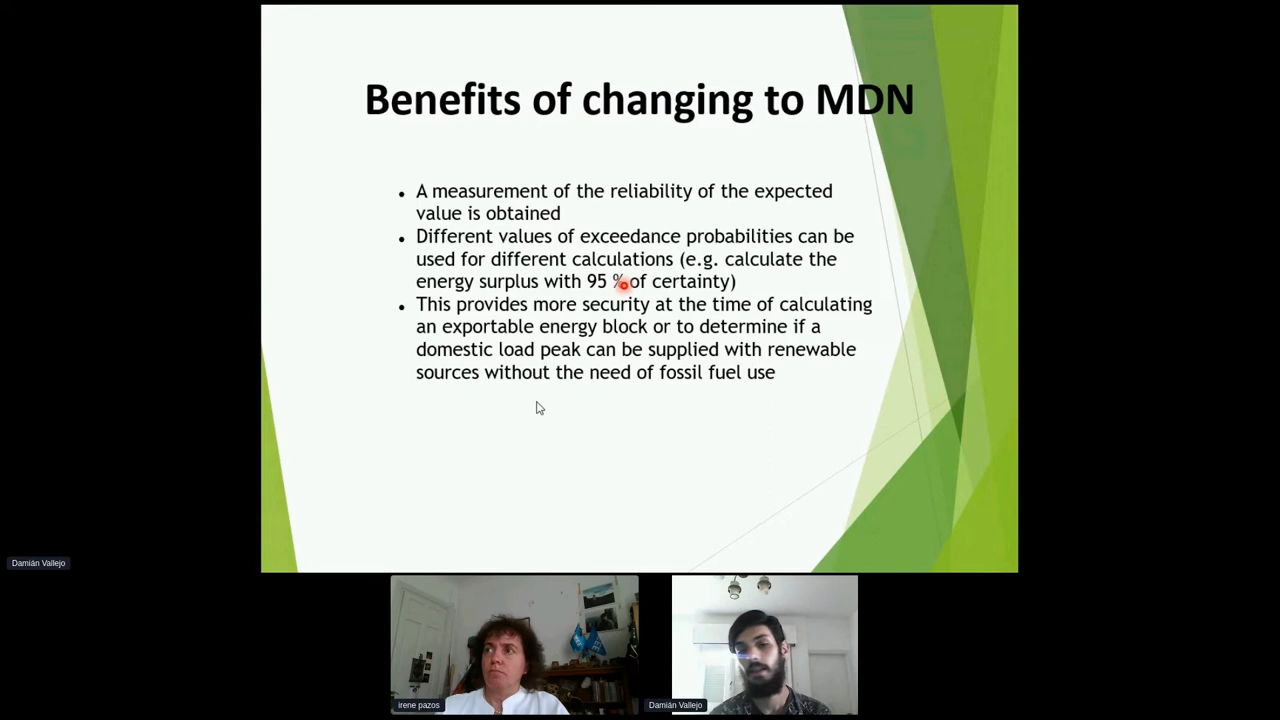 Benefits of changing to MDN
• A measurement of the reliability of the expected
value is obtained
• Different values of exceedance probabilities can be
used for different calculations (e.g. calculate the
energy surplus with 95 % of certainty)
• This provides more security at the time of calculating
an exportable energy block or to determine if a
domestic load peak can be supplied with renewable
sources without the need of fossil fuel use
Damián Vallejo
irene pazos
Damián Vallejo